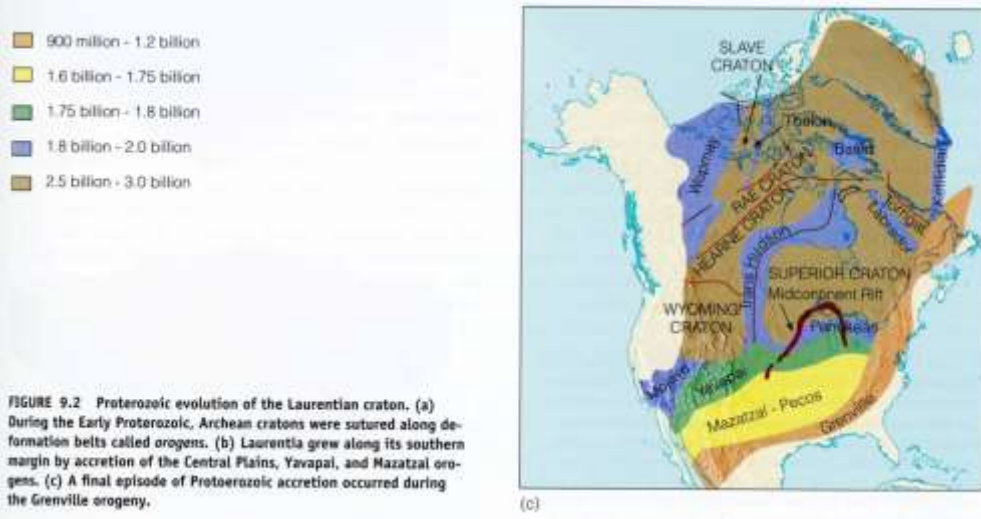 900 million - 1.2 billion
1.6 billion - 1.75 billion
1.75 billion - 1.8 billion
1.8 billion - 2.0 billion
2.5 billion - 3.0 billion
FIGURE 9.2 Proterozoic evolution of the Laurentian craton. (a)
During the Early Proterozoic, Archean cratons were sutured along de-
formation belts called orogens. (b) Laurentia grew along its southern
margin by accretion of the Central Plains, Yavapai, and Mazatzal oro-
gens. (c) A final episode of Protoerozoic accretion occurred during
the Grenville orogeny.
SLAVE
CRATON
Thelon
Wopmay
Baffin
RAE CRATON
HEARNE CRATON
Torngat
Labrador
Trans Hudson
SUPERIOR CRATON
Midcontinent Rift
WYOMING
CRATON
Penokean
Mojave
Yavapai
Mazatzal - Pecos
Grenville
(c)